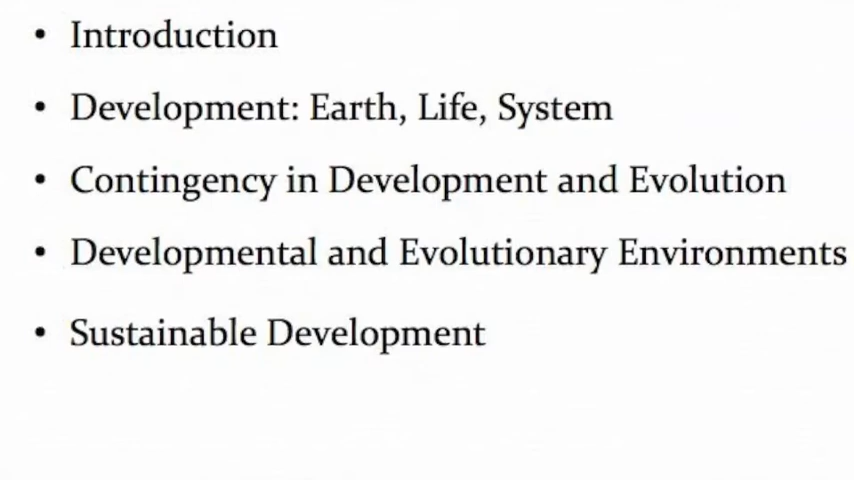 • Introduction
• Development: Earth, Life, System
• Contingency in Development and Evolution
• Developmental and Evolutionary Environments
• Sustainable Development